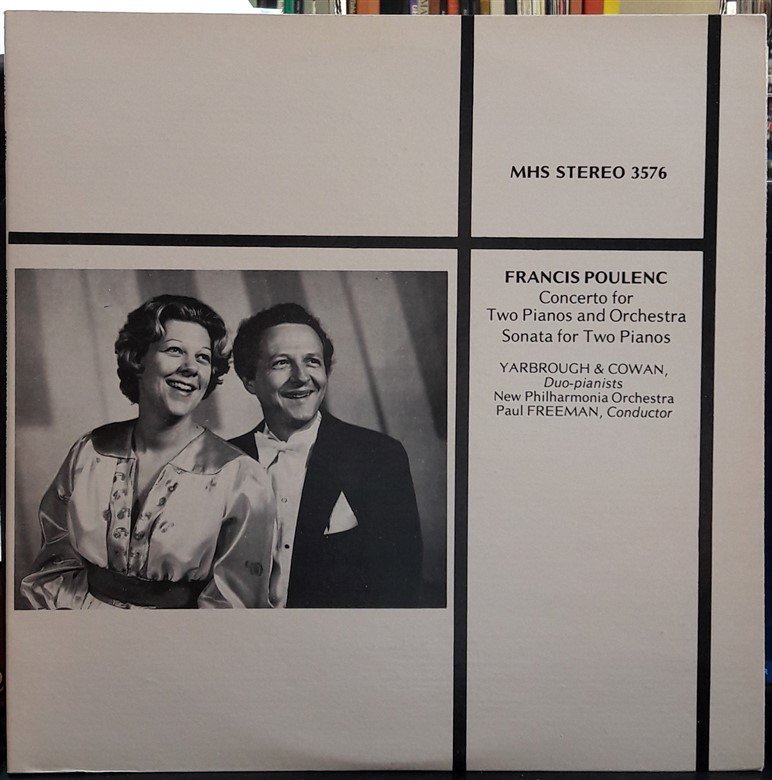 MHS STEREO 3576
FRANCIS POULENC
Concerto for
Two Pianos and Orchestra
Sonata for Two Pianos
YARBROUGH & COWAN,
Duo-pianists
New Philharmonia Orchestra
Paul FREEMAN, Conductor